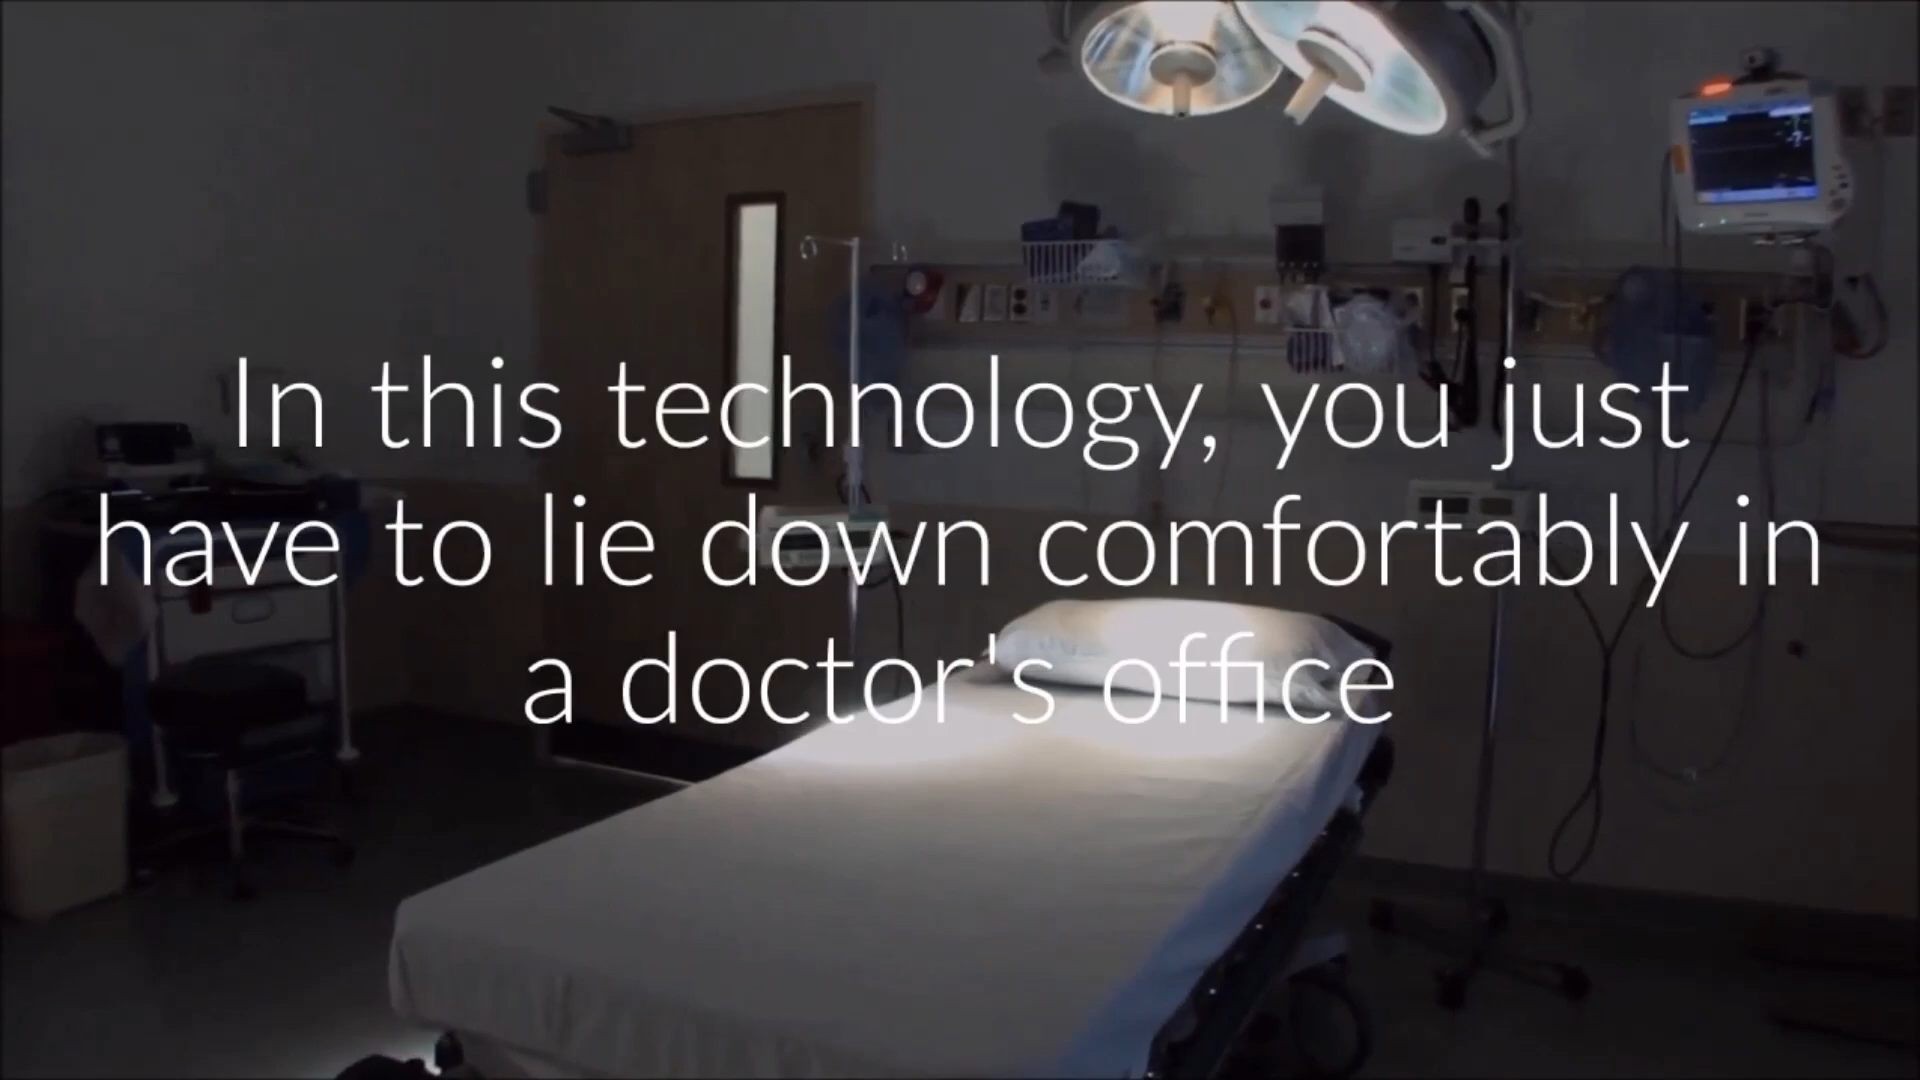 In this technology, you just
have to lie down comfortably in
a doctor's office